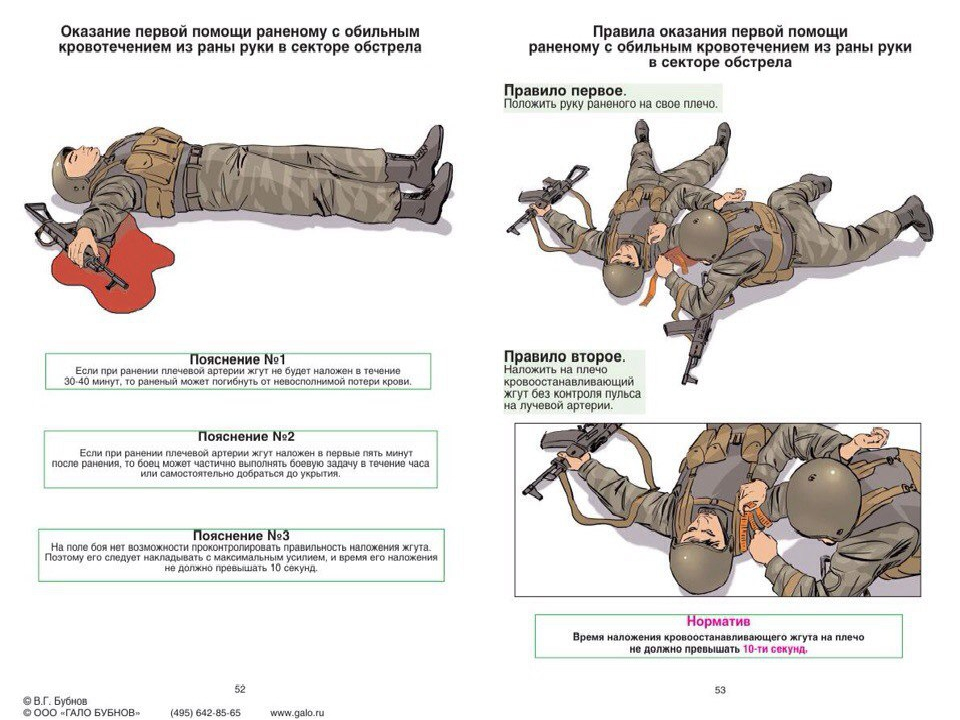 Оказание первой помощи раненому с обильным
кровотечением из раны руки в секторе обстрела
Пояснение №1
Если при ранении плечевой артерии жгут не будет наложен в течение
30-40 минут, то раненый может погибнуть от невосполнимой потери крови.
Пояснение №2
Если при ранении плечевой артерии жгут наложен в первые пять минут
после ранения, то боец может частично выполнять боевую задачу в течение часа
или самостоятельно добраться до укрытия.
Пояснение №3
На поле боя нет возможности проконтролировать правильность наложения жгута.
Поэтому его следует накладывать с максимальным усилием, и время его наложения
не должно превышать 10 секунд.
52
© В.Г. Бубнов
© ООО «ГАЛО БУБНОВ» (495) 642-85-65 www.galo.ru
Правила оказания первой помощи
раненому с обильным кровотечением из раны руки
в секторе обстрела
Правило первое.
Положить руку раненого на свое плечо.
Правило второе.
Наложить на плечо
кровоостанавливающий
жгут без контроля пульса
на лучевой артерии.
Норматив
Время наложения кровоостанавливающего жгута на плечо
не должно превышать 10-ти секунд.
53